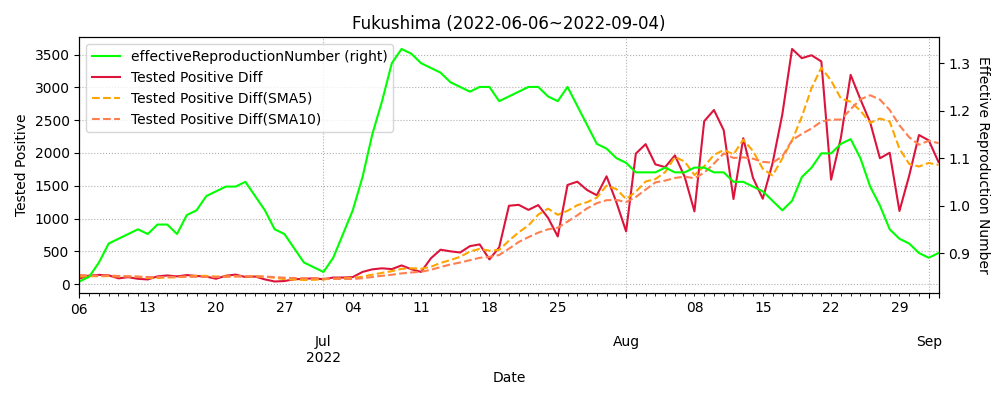 Fukushima (2022-06-06~2022-09-04)
effectiveReproductionNumber (right)
Tested Positive Diff
Tested Positive Diff(SMA5)
Tested Positive Diff(SMA10)
Tested Positive
3500
3000
2500
2000
1500
1000
500
0
1.3
1.2
1.1
1.0
0.9
Effective Reproduction Number
06 13 20 27 04 11 18 25 08 15 22 29
Jul Aug Sep
2022
Date